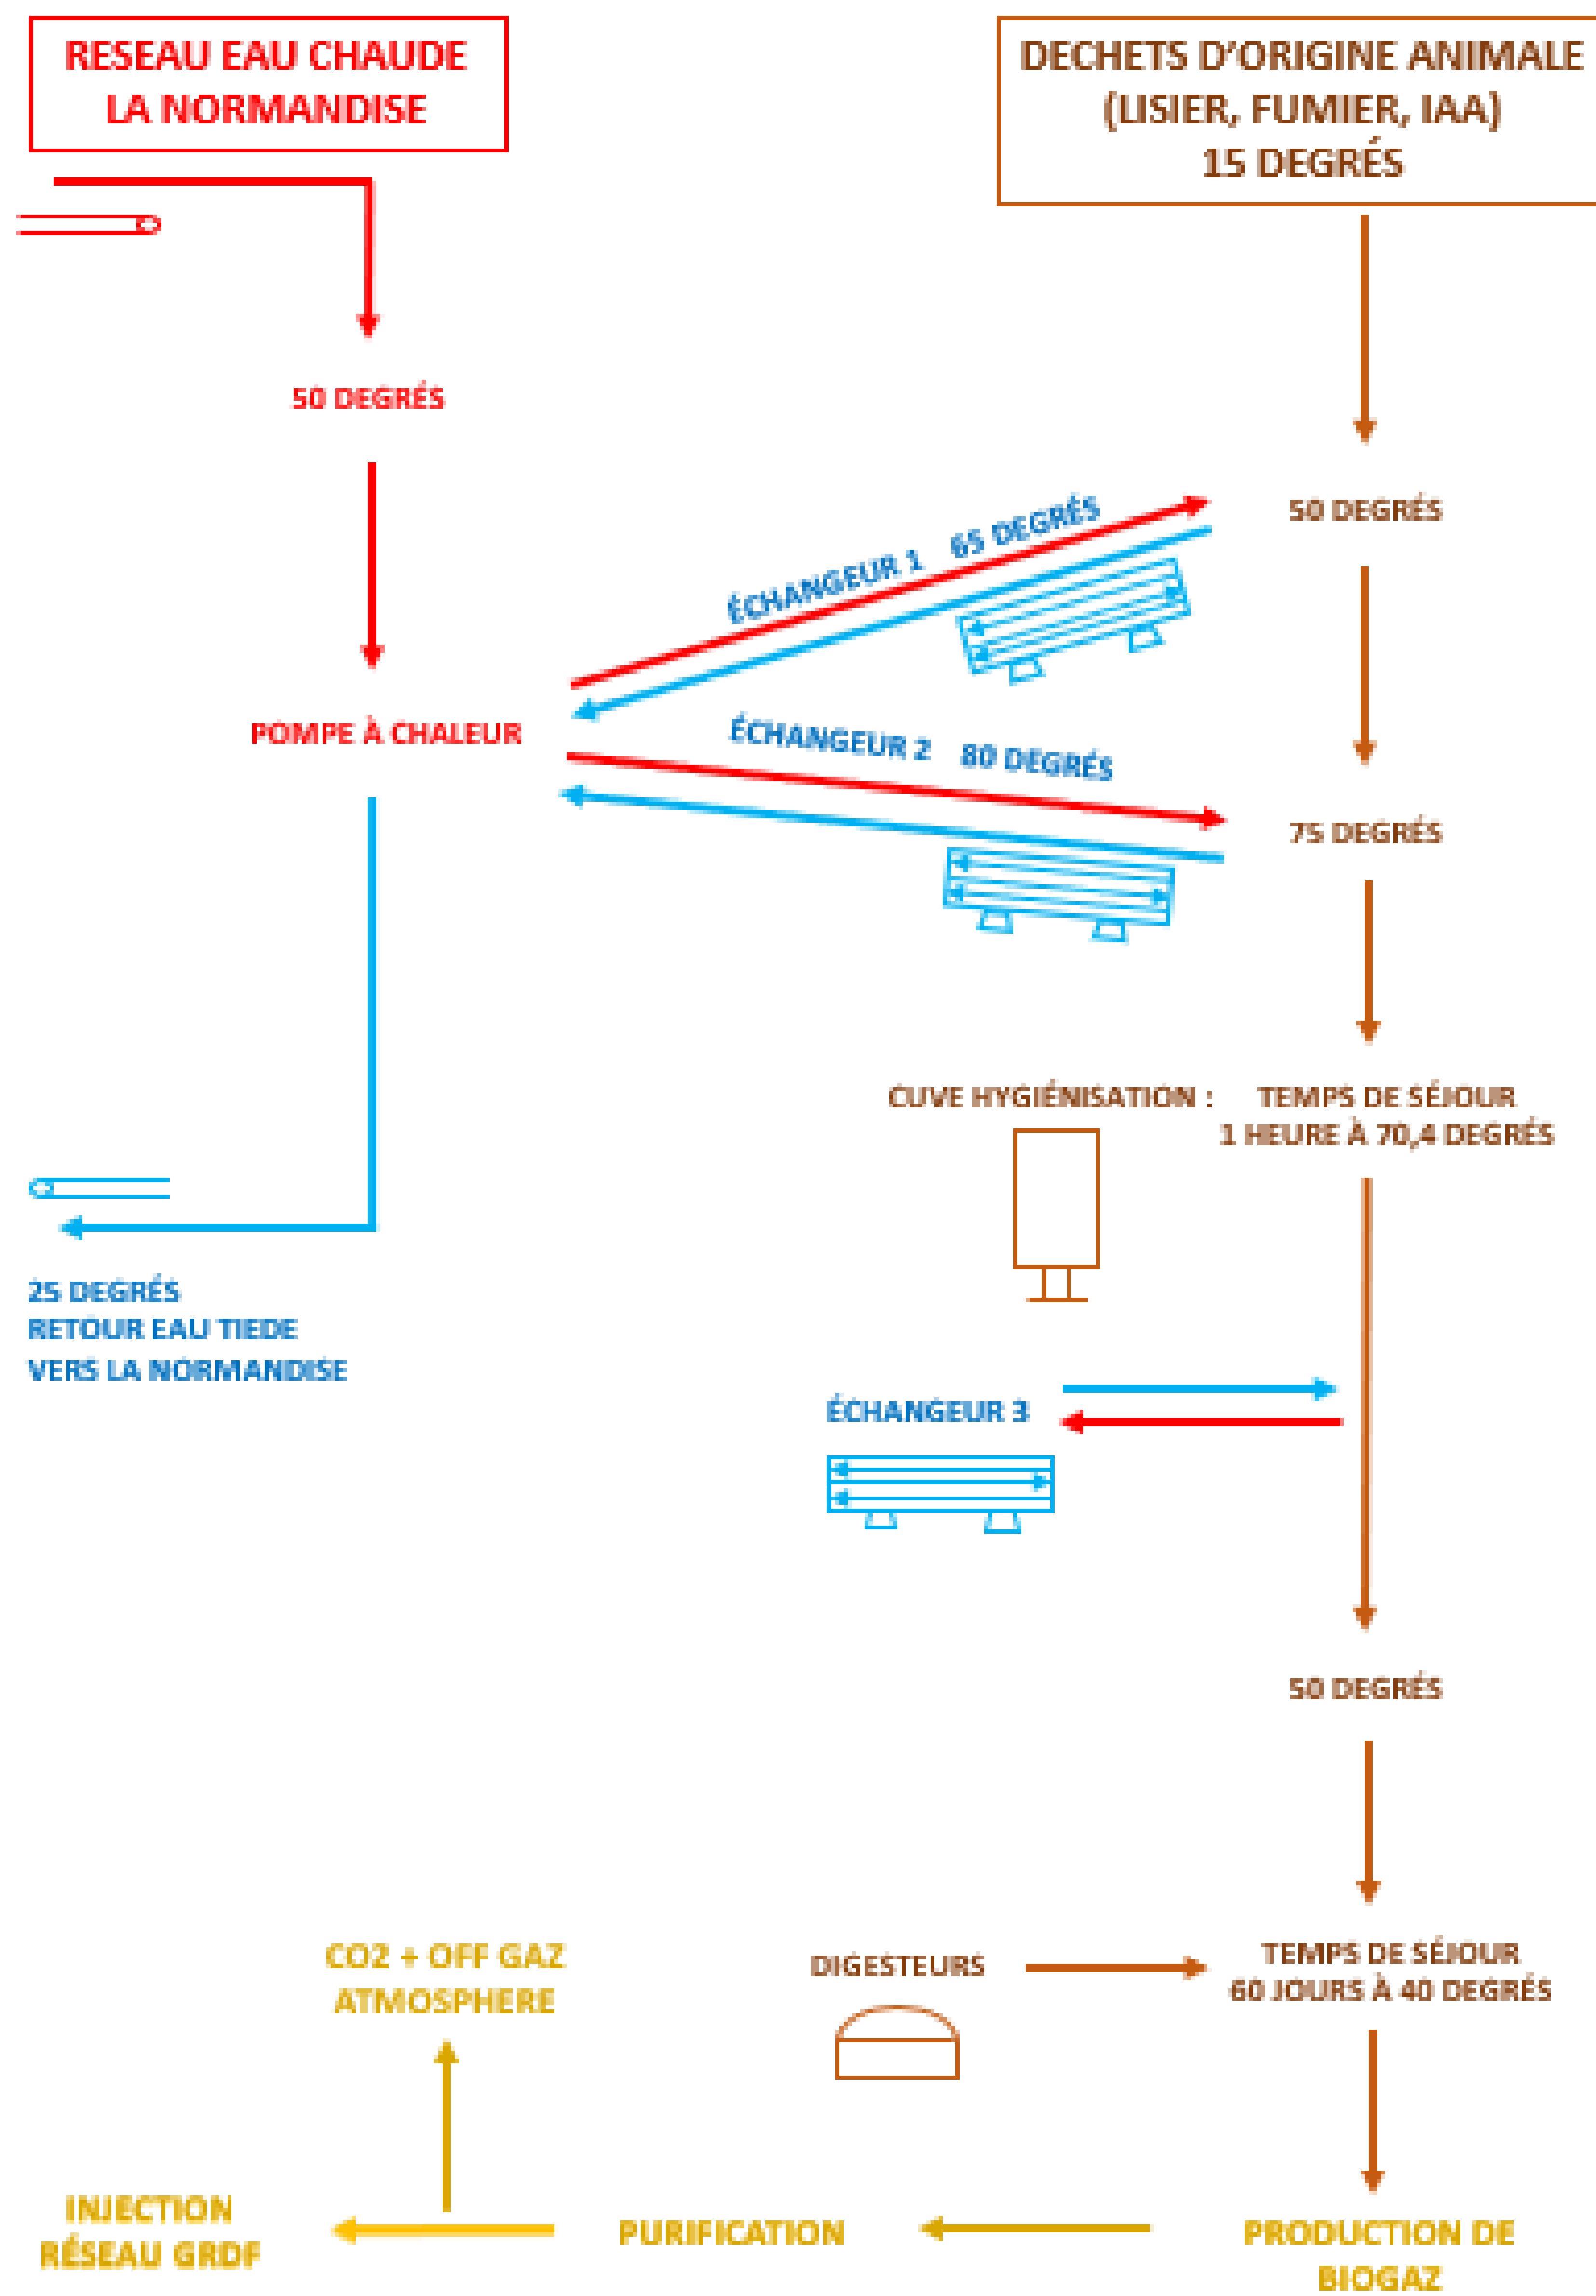 RESEAU EAU CHAUDE
LA NORMANDISE
DECHETS D'ORIGINE ANIMALE
(LISIER, FUMIER, IAA)
15 DEGRÉS
50 DEGRÉS
50 DEGRÉS
ÉCHANGEUR 1 65 DEGRÉS
POMPE À CHALEUR
ÉCHANGEUR 2 80 DEGRÉS
75 DEGRÉS
CUVE HYGIÉNISATION : TEMPS DE SÉJOUR
1 HEURE À 70,4 DEGRÉS
25 DEGRÉS
RETOUR EAU TIEDE
VERS LA NORMANDISE
ÉCHANGEUR 3
50 DEGRÉS
CO2 + OFF GAZ
ATMOSPHERE
DIGESTEURS
TEMPS DE SÉJOUR
60 JOURS À 40 DEGRÉS
INJECTION
RÉSEAU GRDF
PURIFICATION
PRODUCTION DE
BIOGAZ